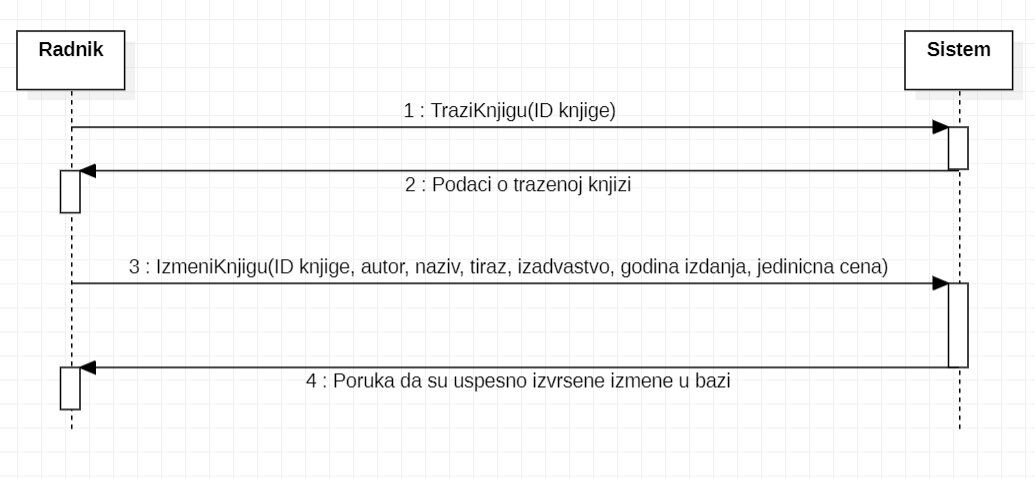 Radnik
Sistem
1 : TraziKnjigu(ID knjige)
2 : Podaci o trazenoj knjizi
3 : IzmeniKnjigu(ID knjige, autor, naziv, tiraz, izadvastvo, godina izdanja, jedinicna cena)
4 : Poruka da su uspesno izvrsene izmene u bazi